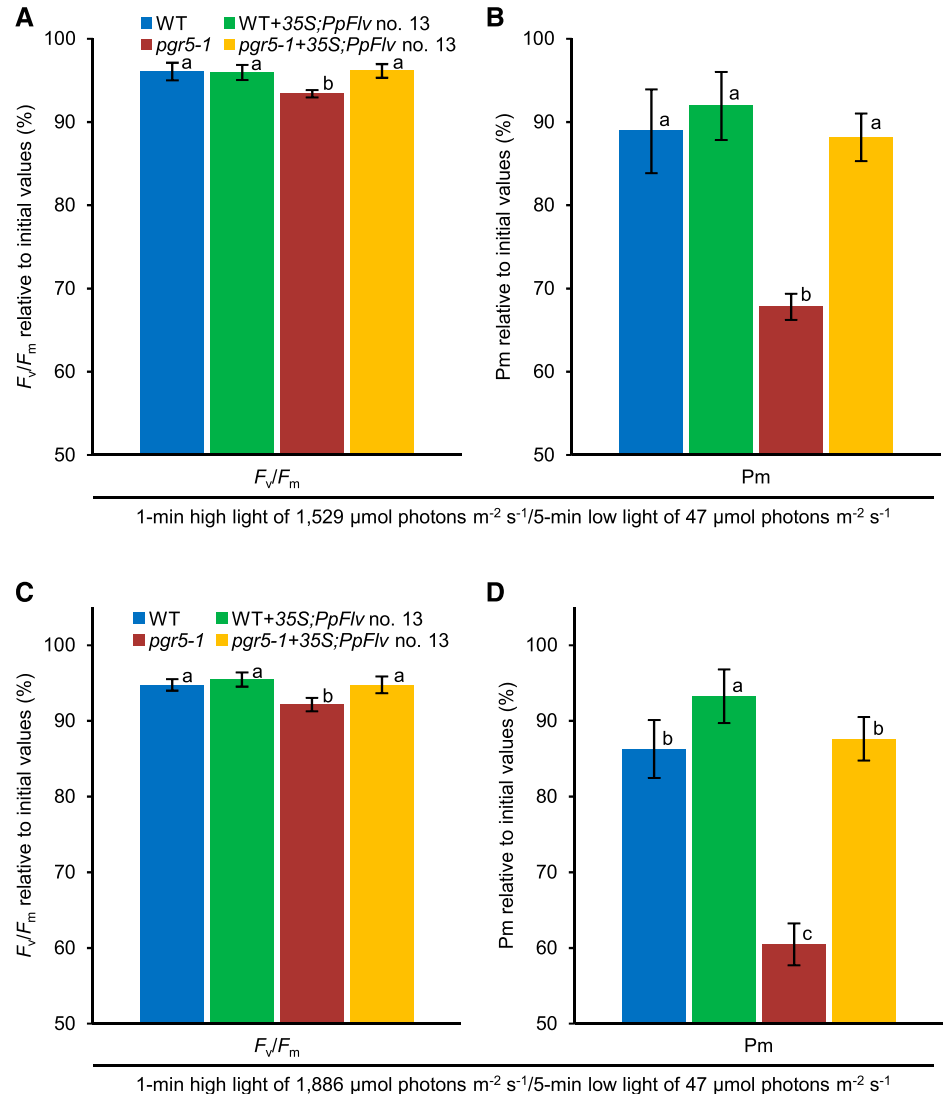 A
WT WT+35S;PpFlv no. 13
pgr5-1 pgr5-1+35S;PpFlv no. 13
Fv/Fm relative to initial values (%)
100
90
80
70
60
50
a
a
b
a
Fv/Fm
B
Pm relative to initial values (%)
100
90
80
70
60
50
a
a
b
a
Pm
1-min high light of 1,529 µmol photons m-2 s-1/5-min low light of 47 µmol photons m-2 s-1
C
WT WT+35S;PpFlv no. 13
pgr5-1 pgr5-1+35S;PpFlv no. 13
Fv/Fm relative to initial values (%)
100
90
80
70
60
50
a
a
b
a
Fv/Fm
D
Pm relative to initial values (%)
100
90
80
70
60
50
b
a
c
b
Pm
1-min high light of 1,886 µmol photons m-2 s-1/5-min low light of 47 µmol photons m-2 s-1